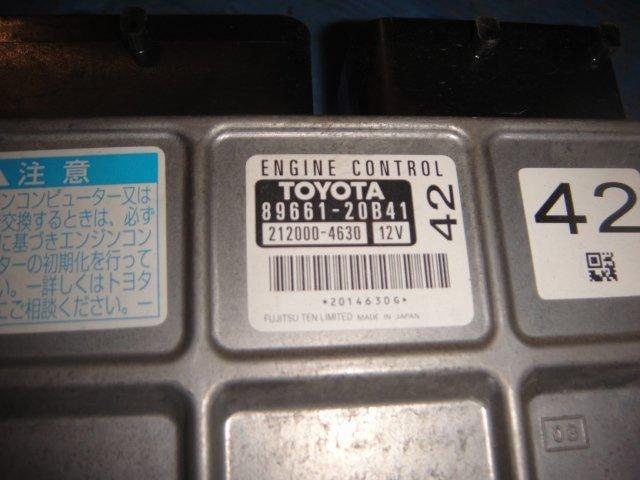 注意
ンコンピューター又は
交換するときは、必ず
に基づきエンジンコン
ターの初期化を行って
い。ー詳しくはトヨタ
ご相談ください。ー
ENGINE CONTROL
TOYOTA
89661-20B41
212000-4630 12V
42
*2014630G*
FUJITSU TEN LIMITED MADE IN JAPAN
42
03